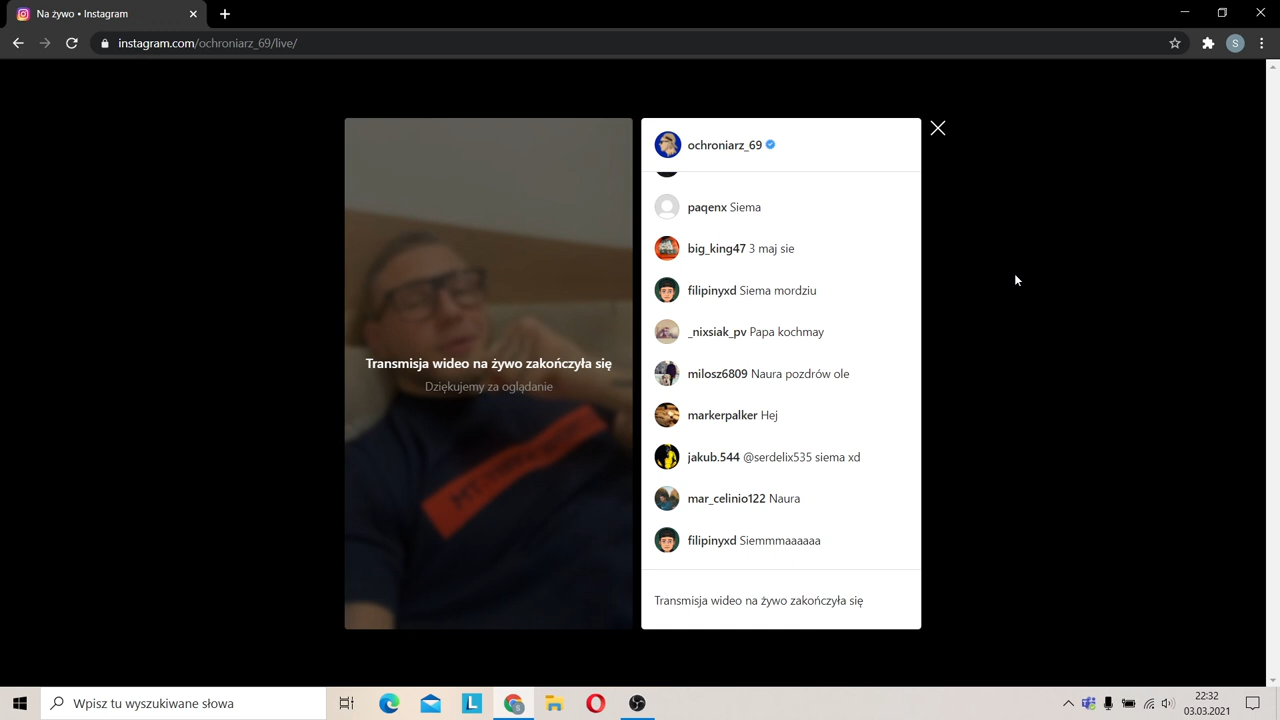 Na żywo • Instagram
instagram.com/ochroniarz_69/live/
S
Transmisja wideo na żywo zakończyła się
Dziękujemy za oglądanie
ochroniarz_69
paqenx Siema
big_king47 3 maj sie
filipinyxd Siema mordziu
_nixsiak_pv Papa kochmay
milosz6809 Naura pozdrów ole
markerpalker Hej
jakub.544 @serdelix535 siema xd
mar_celinio122 Naura
filipinyxd Siemmmaaaaaa
Transmisja wideo na żywo zakończyła się
Wpisz tu wyszukiwane słowa
L
22:32
03.03.2021